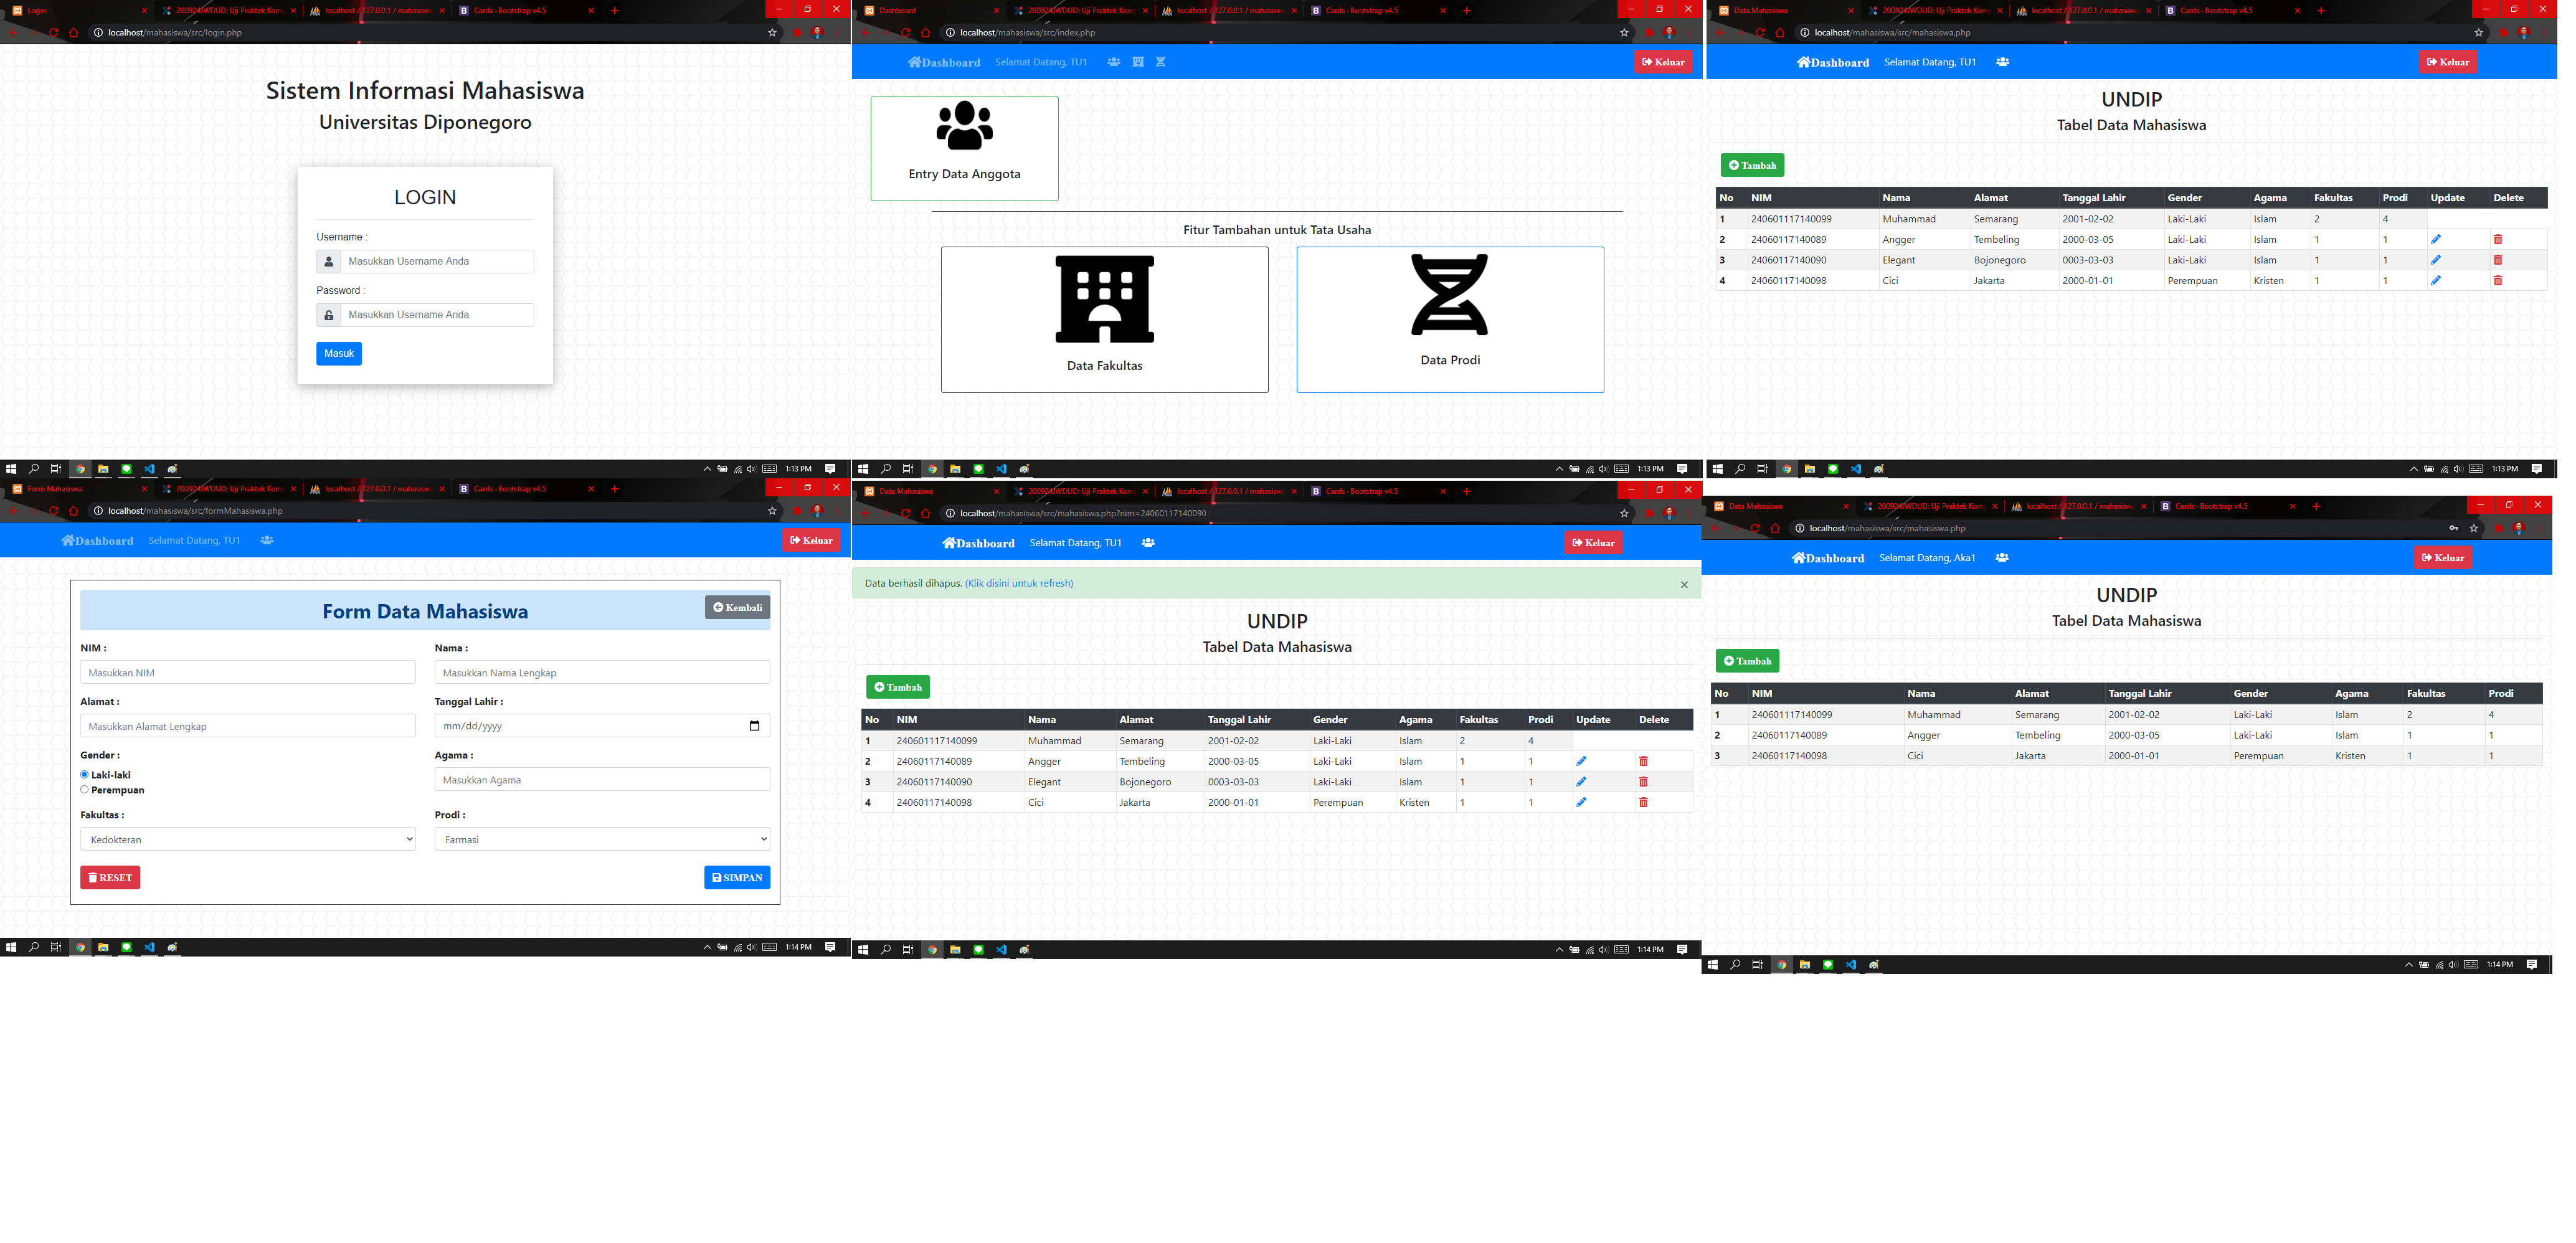 Login
200924IWDUD: Uji Praktek Komp
localhost / 127.0.0.1 / mahasiswa
Cards · Bootstrap v4.5
localhost/mahasiswa/src/login.php
Sistem Informasi Mahasiswa
Universitas Diponegoro
LOGIN
Username :
Masukkan Username Anda
Password :
Masukkan Username Anda
Masuk
1:13 PM
Dashboard
200924IWDUD: Uji Praktek Komp
localhost / 127.0.0.1 / mahasiswa
Cards · Bootstrap v4.5
localhost/mahasiswa/src/index.php
Dashboard Selamat Datang, TU1 Keluar
Entry Data Anggota
Fitur Tambahan untuk Tata Usaha
Data Fakultas
Data Prodi
1:13 PM
Data Mahasiswa
200924IWDUD: Uji Praktek Komp
localhost / 127.0.0.1 / mahasiswa
Cards · Bootstrap v4.5
localhost/mahasiswa/src/mahasiswa.php
Dashboard Selamat Datang, TU1 Keluar
UNDIP
Tabel Data Mahasiswa
Tambah
No NIM Nama Alamat Tanggal Lahir Gender Agama Fakultas Prodi Update Delete
1 240601117140099 Muhammad Semarang 2001-02-02 Laki-Laki Islam 2 4
2 24060117140089 Angger Tembeling 2000-03-05 Laki-Laki Islam 1 1
3 24060117140090 Elegant Bojonegoro 0003-03-03 Laki-Laki Islam 1 1
4 24060117140098 Cici Jakarta 2000-01-01 Perempuan Kristen 1 1
1:13 PM
Form Mahasiswa
200924IWDUD: Uji Praktek Komp
localhost / 127.0.0.1 / mahasiswa
Cards · Bootstrap v4.5
localhost/mahasiswa/src/formMahasiswa.php
Dashboard Selamat Datang, TU1 Keluar
Form Data Mahasiswa
Kembali
NIM : Nama :
Masukkan NIM Masukkan Nama Lengkap
Alamat : Tanggal Lahir :
Masukkan Alamat Lengkap mm/dd/yyyy
Gender : Agama :
Laki-laki
Masukkan Agama
Perempuan
Fakultas : Prodi :
Kedokteran Farmasi
RESET SIMPAN
1:14 PM
Data Mahasiswa
200924IWDUD: Uji Praktek Komp
localhost / 127.0.0.1 / mahasiswa
Cards · Bootstrap v4.5
localhost/mahasiswa/src/mahasiswa.php?nim=24060117140090
Dashboard Selamat Datang, TU1 Keluar
Data berhasil dihapus. (Klik disini untuk refresh) ×
UNDIP
Tabel Data Mahasiswa
Tambah
No NIM Nama Alamat Tanggal Lahir Gender Agama Fakultas Prodi Update Delete
1 240601117140099 Muhammad Semarang 2001-02-02 Laki-Laki Islam 2 4
2 24060117140089 Angger Tembeling 2000-03-05 Laki-Laki Islam 1 1
3 24060117140090 Elegant Bojonegoro 0003-03-03 Laki-Laki Islam 1 1
4 24060117140098 Cici Jakarta 2000-01-01 Perempuan Kristen 1 1
1:14 PM
Data Mahasiswa
200924IWDUD: Uji Praktek Komp
localhost / 127.0.0.1 / mahasiswa
Cards · Bootstrap v4.5
localhost/mahasiswa/src/mahasiswa.php
Dashboard Selamat Datang, Aka1 Keluar
UNDIP
Tabel Data Mahasiswa
Tambah
No NIM Nama Alamat Tanggal Lahir Gender Agama Fakultas Prodi
1 240601117140099 Muhammad Semarang 2001-02-02 Laki-Laki Islam 2 4
2 24060117140089 Angger Tembeling 2000-03-05 Laki-Laki Islam 1 1
3 24060117140098 Cici Jakarta 2000-01-01 Perempuan Kristen 1 1
1:14 PM